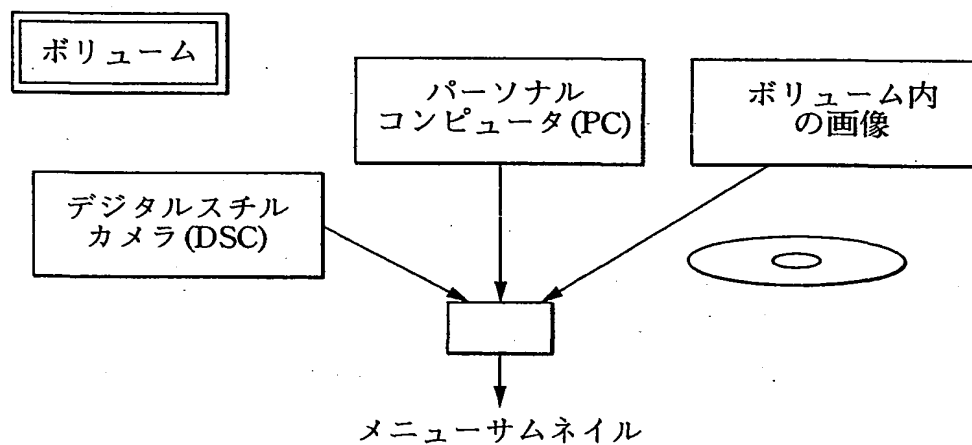 ボリューム
パーソナル
コンピュータ(PC)
ボリューム内
の画像
デジタルスチル
カメラ(DSC)
メニューサムネイル